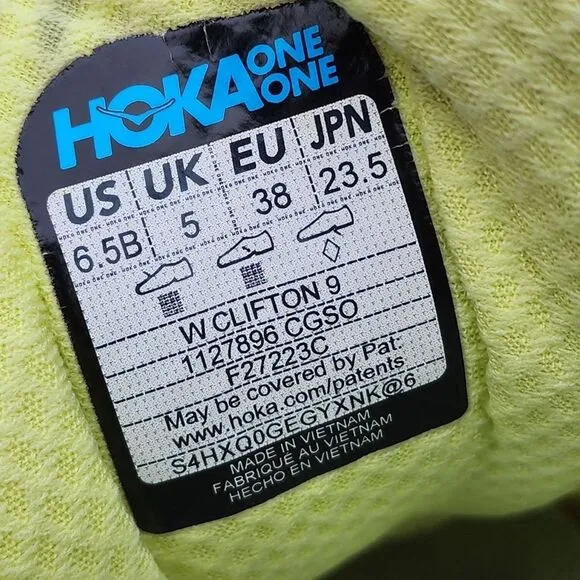 HOKA ONE ONE
US UK EU JPN
6.5B 5 38 23.5
W CLIFTON 9
1127896 CGSO
F27223C
May be covered by Pat:
www.hoka.com/patents
S4HXQ0GEGYXNK@6
MADE IN VIETNAM
FABRIQUÉ AU VIETNAM
HECHO EN VIETNAM